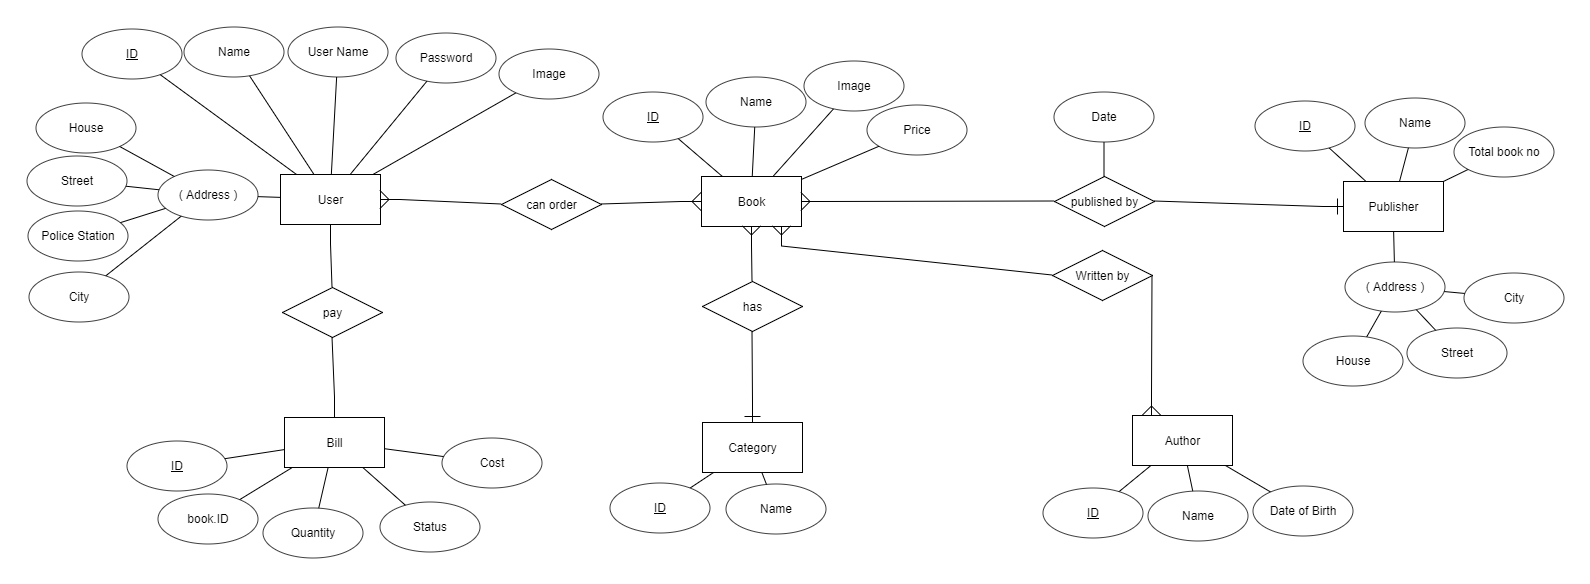 ID
Name
User Name
Password
Image
House
Street
Police Station
City
( Address )
User
can order
ID
Name
Image
Price
Book
Date
published by
ID
Name
Total book no
Publisher
( Address )
City
Street
House
Written by
pay
has
Bill
ID
book.ID
Quantity
Status
Cost
Category
ID
Name
Author
ID
Name
Date of Birth